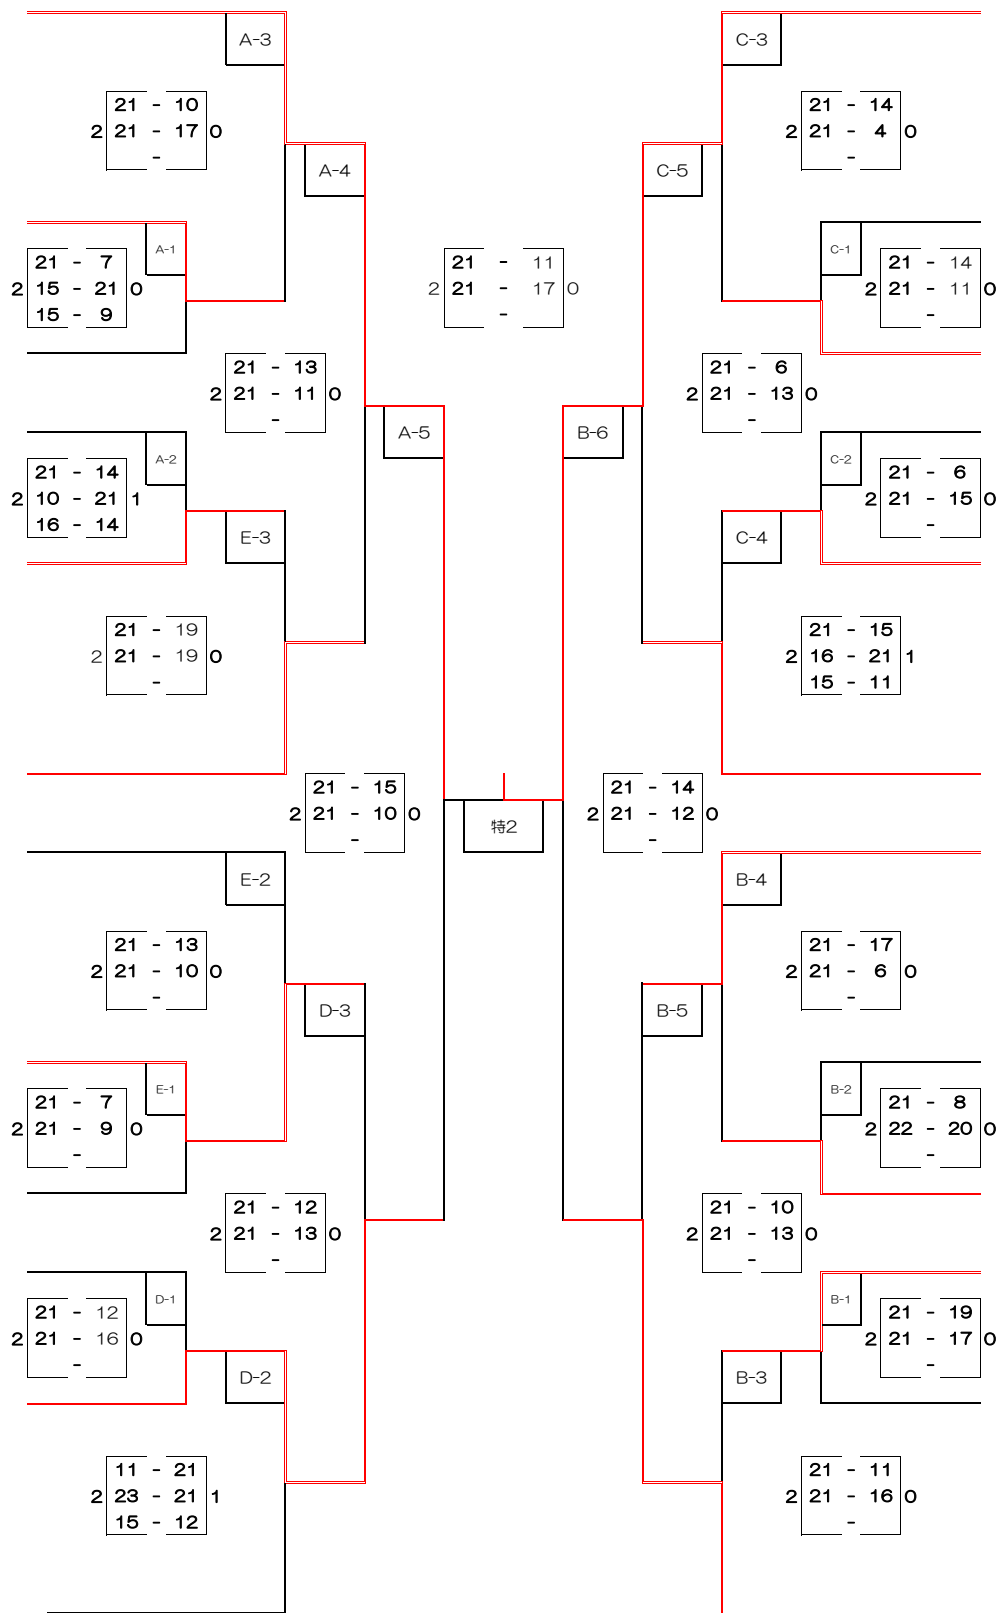 A-3
C-3
21 - 10
2 21 - 17 0
-
21 - 14
2 21 - 4 0
-
A-4
C-5
A-1
21 - 7
2 15 - 21 0
15 - 9
21 - 11
2 21 - 17 0
-
C-1
21 - 14
2 21 - 11 0
-
21 - 13
2 21 - 11 0
-
21 - 6
2 21 - 13 0
-
A-5
B-6
A-2
21 - 14
2 10 - 21 1
16 - 14
C-2
21 - 6
2 21 - 15 0
-
E-3
C-4
21 - 19
2 21 - 19 0
-
21 - 15
2 16 - 21 1
15 - 11
21 - 15
2 21 - 10 0
-
特2
21 - 14
2 21 - 12 0
-
E-2
B-4
21 - 13
2 21 - 10 0
-
21 - 17
2 21 - 6 0
-
D-3
B-5
E-1
21 - 7
2 21 - 9 0
-
B-2
21 - 8
2 22 - 20 0
-
21 - 12
2 21 - 13 0
-
21 - 10
2 21 - 13 0
-
D-1
21 - 12
2 21 - 16 0
-
B-1
21 - 19
2 21 - 17 0
-
D-2
B-3
11 - 21
2 23 - 21 1
15 - 12
21 - 11
2 21 - 16 0
-